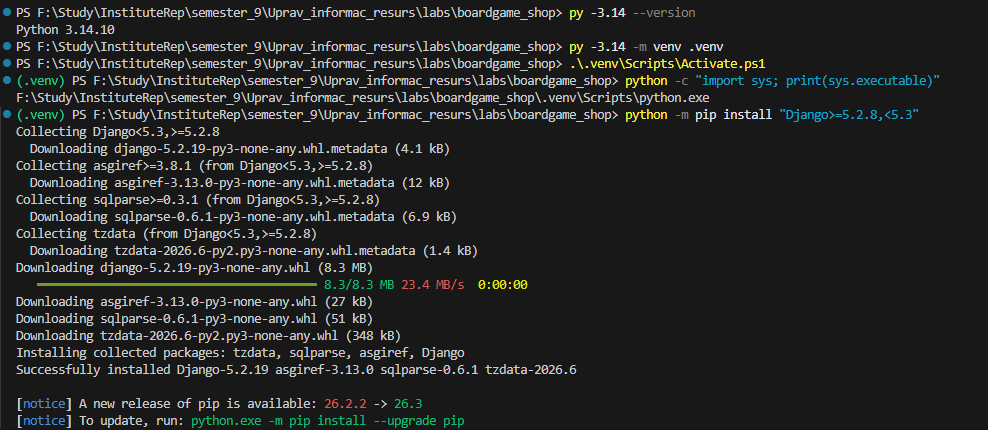 PS F:\Study\InstituteRep\semester_9\Uprav_informac_resurs\labs\boardgame_shop> py -3.14 --version
Python 3.14.10
PS F:\Study\InstituteRep\semester_9\Uprav_informac_resurs\labs\boardgame_shop> py -3.14 -m venv .venv
PS F:\Study\InstituteRep\semester_9\Uprav_informac_resurs\labs\boardgame_shop> .\.venv\Scripts\Activate.ps1
(.venv) PS F:\Study\InstituteRep\semester_9\Uprav_informac_resurs\labs\boardgame_shop> python -c "import sys; print(sys.executable)"
F:\Study\InstituteRep\semester_9\Uprav_informac_resurs\labs\boardgame_shop\.venv\Scripts\python.exe
(.venv) PS F:\Study\InstituteRep\semester_9\Uprav_informac_resurs\labs\boardgame_shop> python -m pip install "Django>=5.2.8,<5.3"
Collecting Django<5.3,>=5.2.8
Downloading django-5.2.19-py3-none-any.whl.metadata (4.1 kB)
Collecting asgiref>=3.8.1 (from Django<5.3,>=5.2.8)
Downloading asgiref-3.13.0-py3-none-any.whl.metadata (12 kB)
Collecting sqlparse>=0.3.1 (from Django<5.3,>=5.2.8)
Downloading sqlparse-0.6.1-py3-none-any.whl.metadata (6.9 kB)
Collecting tzdata (from Django<5.3,>=5.2.8)
Downloading tzdata-2026.6-py2.py3-none-any.whl.metadata (1.4 kB)
Downloading django-5.2.19-py3-none-any.whl (8.3 MB)
8.3/8.3 MB 23.4 MB/s 0:00:00
Downloading asgiref-3.13.0-py3-none-any.whl (27 kB)
Downloading sqlparse-0.6.1-py3-none-any.whl (51 kB)
Downloading tzdata-2026.6-py2.py3-none-any.whl (348 kB)
Installing collected packages: tzdata, sqlparse, asgiref, Django
Successfully installed Django-5.2.19 asgiref-3.13.0 sqlparse-0.6.1 tzdata-2026.6
[notice] A new release of pip is available: 26.2.2 -> 26.3
[notice] To update, run: python.exe -m pip install --upgrade pip